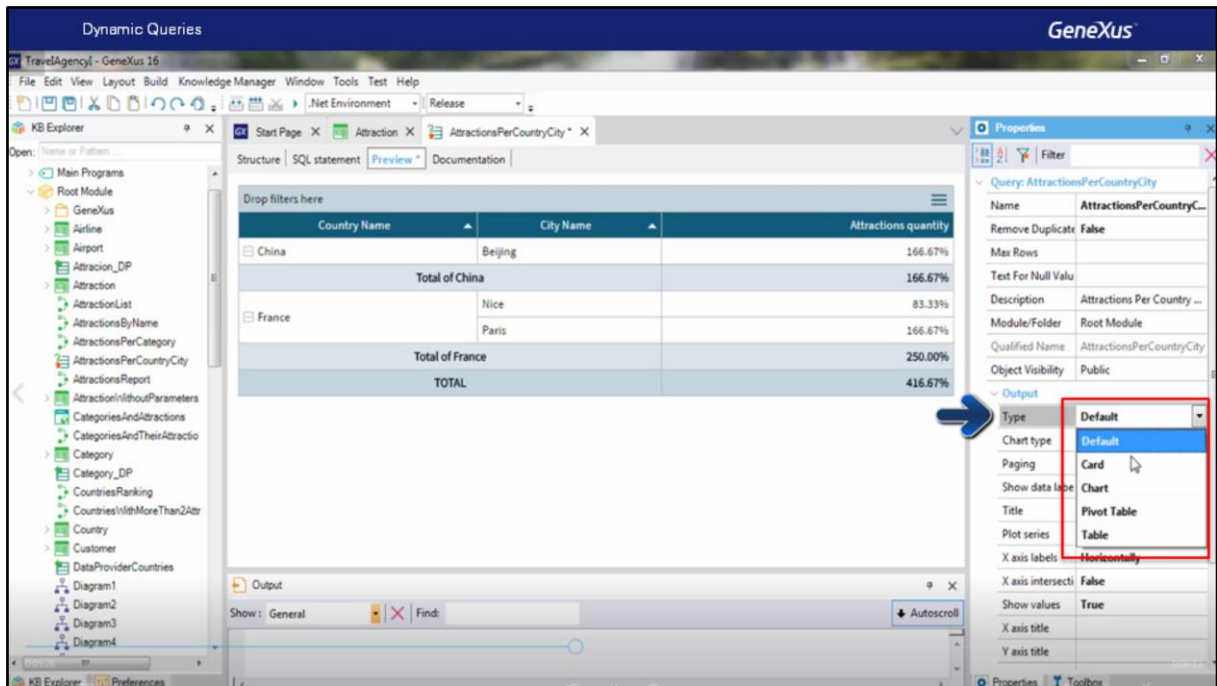 Dynamic Queries
GeneXus
GX TravelAgencyI - GeneXus 16
File Edit View Layout Build Knowledge Manager Window Tools Test Help
.Net Environment Release
KB Explorer
Open: Name or Pattern...
Main Programs
Root Module
GeneXus
Airline
Airport
Attracion_DP
Attraction
AttractionList
AttractionsByName
AttractionsPerCategory
AttractionsPerCountryCity
AttractionsReport
AttractionWithoutParameters
CategoriesAndAttractions
CategoriesAndTheirAttractio
Category
Category_DP
CountriesRanking
CountriesWithMoreThan2Attr
Country
Customer
DataProviderCountries
Diagram1
Diagram2
Diagram3
Diagram4
KB Explorer Preferences
GX Start Page X Attraction X AttractionsPerCountryCity * X
Structure SQL statement Preview * Documentation
Drop filters here
Country Name City Name Attractions quantity
China Beijing 166.67%
Total of China 166.67%
France Nice 83.33%
Paris 166.67%
Total of France 250.00%
TOTAL 416.67%
Output
Show: General Find: Autoscroll
Properties
Filter
Query: AttractionsPerCountryCity
Name AttractionsPerCountryC...
Remove Duplicate False
Max Rows
Text For Null Valu
Description Attractions Per Country ...
Module/Folder Root Module
Qualified Name AttractionsPerCountryCity
Object Visibility Public
Output
Type Default
Chart type Default
Paging Card
Show data labe Chart
Title Pivot Table
Plot series Table
X axis labels Horizontally
X axis intersecti False
Show values True
X axis title
Y axis title
Properties Toolbox